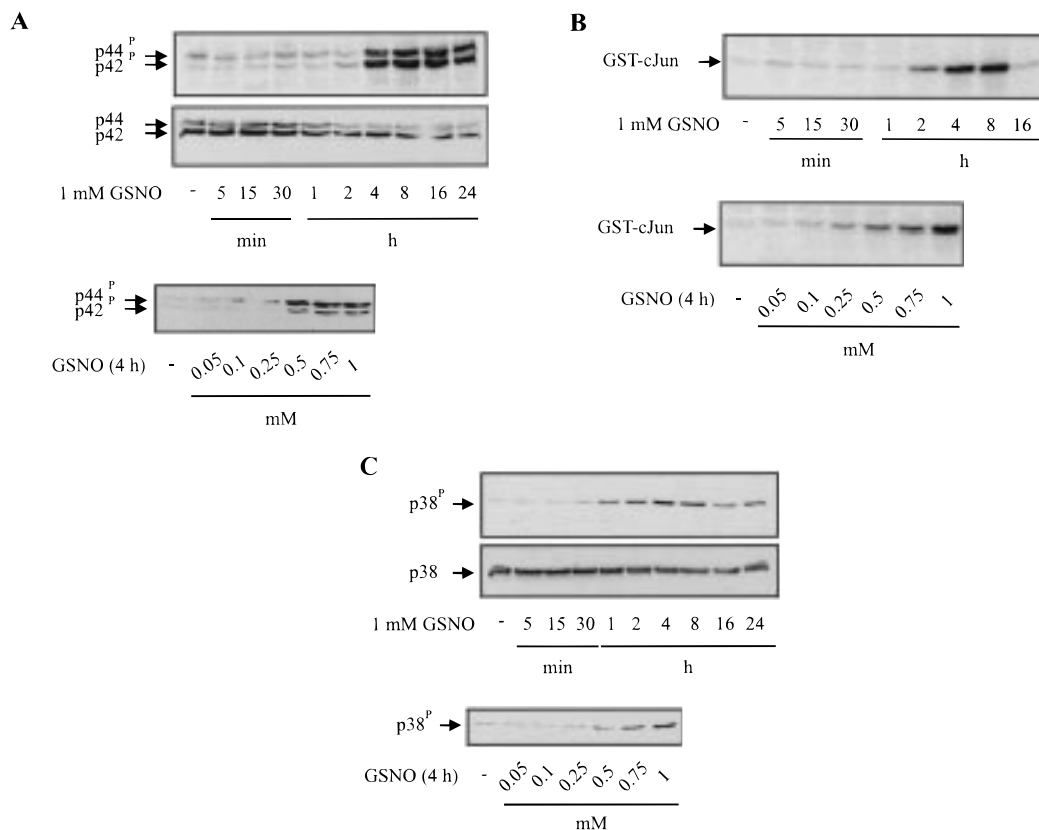 A
p44 P
p42 P
p44
p42
1 mM GSNO - 5 15 30 1 2 4 8 16 24
min h
p44 P
p42 P
GSNO (4 h) - 0.05 0.1 0.25 0.5 0.75 1
mM
B
GST-cJun
1 mM GSNO - 5 15 30 1 2 4 8 16
min h
GST-cJun
GSNO (4 h) - 0.05 0.1 0.25 0.5 0.75 1
mM
C
p38P
p38
1 mM GSNO - 5 15 30 1 2 4 8 16 24
min h
p38P
GSNO (4 h) - 0.05 0.1 0.25 0.5 0.75 1
mM